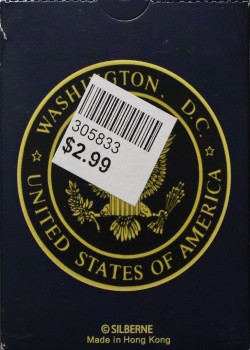 WASHINGTON, D.C.
305833
$2.99
UNITED STATES OF AMERICA
© SILBERNE
Made in Hong Kong